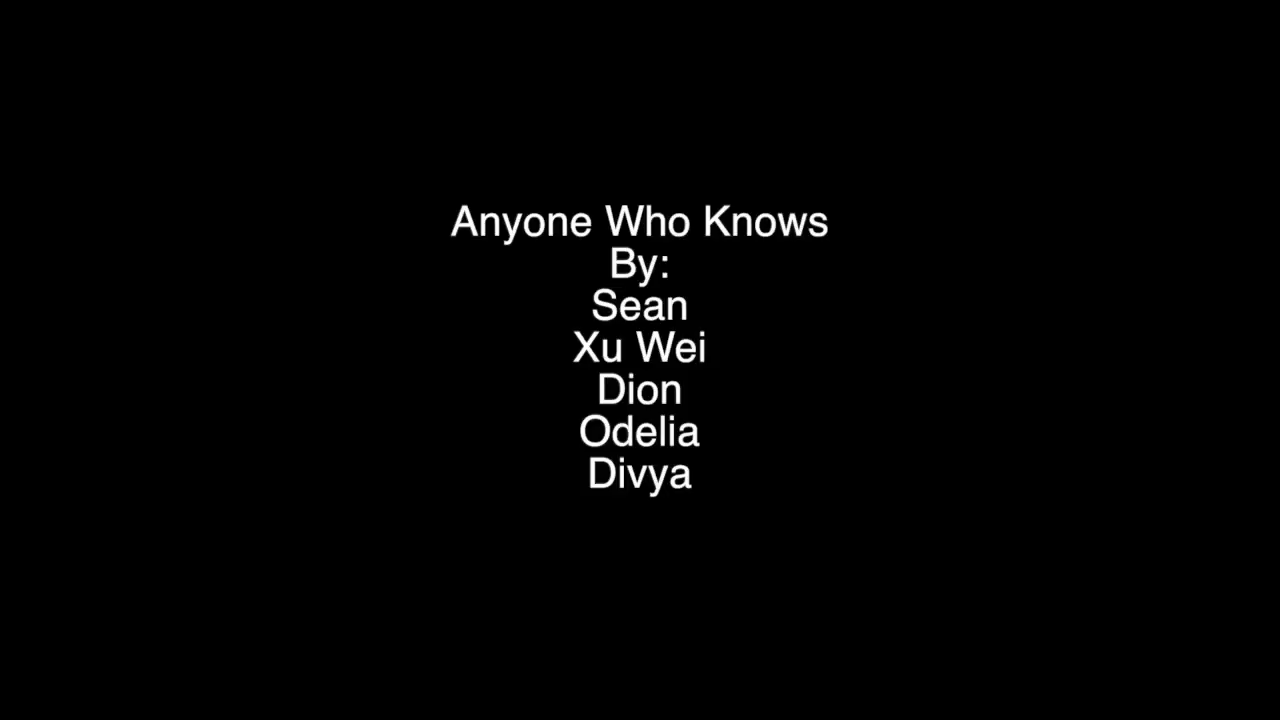 Anyone Who Knows
By:
Sean
Xu Wei
Dion
Odelia
Divya